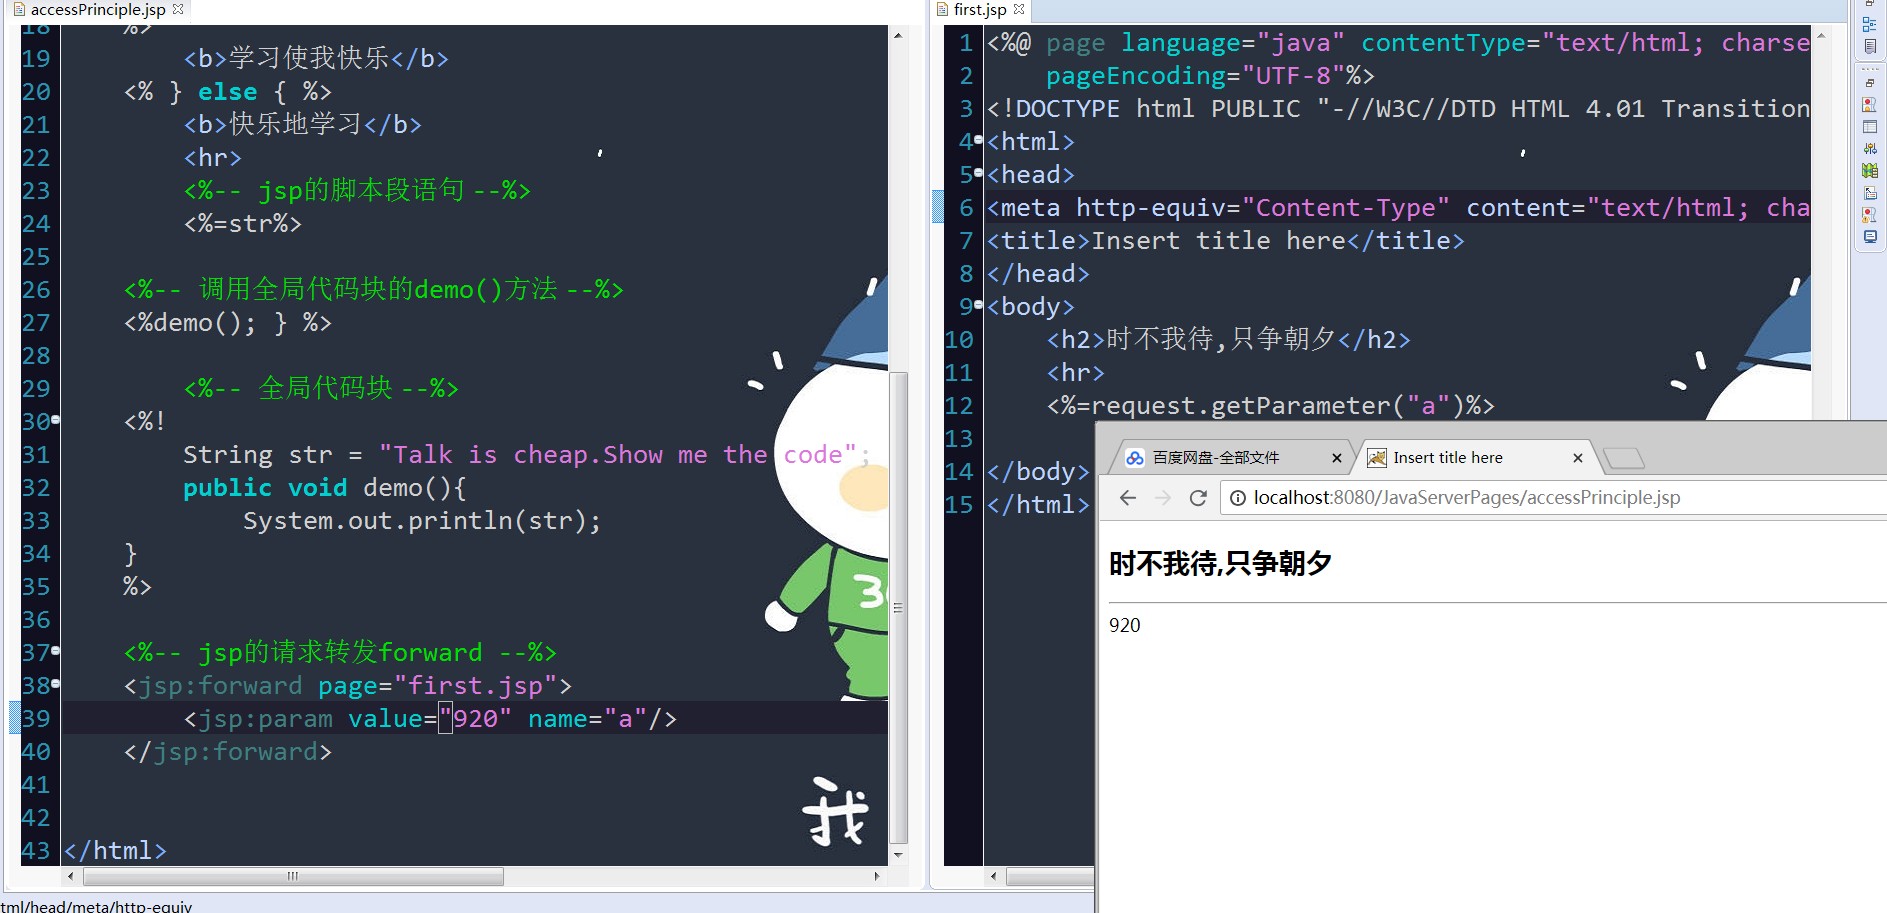 accessPrinciple.jsp
18 %>
19 <b>学习使我快乐</b>
20 <% } else { %>
21 <b>快乐地学习</b>
22 <hr>
23 <%-- jsp的脚本段语句 --%>
24 <%=str%>
25
26 <%-- 调用全局代码块的demo()方法 --%>
27 <%demo(); } %>
28
29 <%-- 全局代码块 --%>
30 <%!
31 String str = "Talk is cheap.Show me the code";
32 public void demo(){
33 System.out.println(str);
34 }
35 %>
36
37 <%-- jsp的请求转发forward --%>
38 <jsp:forward page="first.jsp">
39 <jsp:param value="920" name="a"/>
40 </jsp:forward>
41
42
43 </html>
我
tml/head/meta/http-equiv
first.jsp
1 <%@ page language="java" contentType="text/html; charse
2 pageEncoding="UTF-8"%>
3 <!DOCTYPE html PUBLIC "-//W3C//DTD HTML 4.01 Transition
4 <html>
5 <head>
6 <meta http-equiv="Content-Type" content="text/html; cha
7 <title>Insert title here</title>
8 </head>
9 <body>
10 <h2>时不我待,只争朝夕</h2>
11 <hr>
12 <%=request.getParameter("a")%>
13
14 </body>
15 </html>
百度网盘-全部文件
Insert title here
localhost:8080/JavaServerPages/accessPrinciple.jsp
时不我待,只争朝夕
920